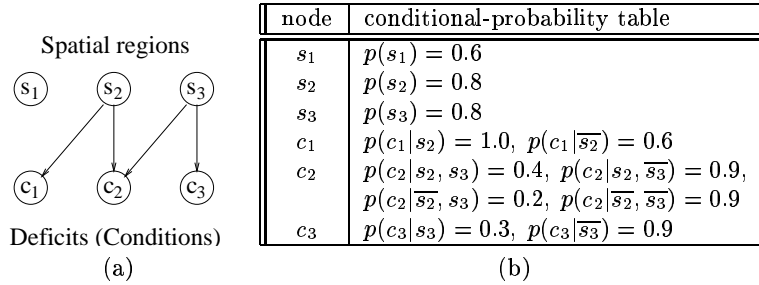 Spatial regions
s₁ s₂ s₃
c₁ c₂ c₃
Deficits (Conditions)
(a)
node conditional-probability table
s₁ p(s₁) = 0.6
s₂ p(s₂) = 0.8
s₃ p(s₃) = 0.8
c₁ p(c₁|s₂) = 1.0, p(c₁|s̅₂) = 0.6
c₂ p(c₂|s₂, s₃) = 0.4, p(c₂|s₂, s̅₃) = 0.9,
p(c₂|s̅₂, s₃) = 0.2, p(c₂|s̅₂, s̅₃) = 0.9
c₃ p(c₃|s₃) = 0.3, p(c₃|s̅₃) = 0.9
(b)